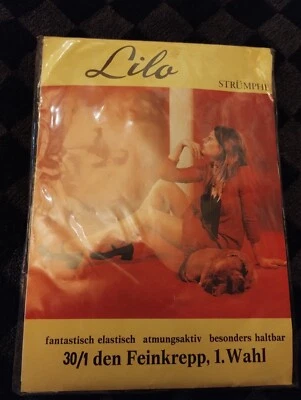 Lilo
STRÜMPFE
fantastisch elastisch atmungsaktiv besonders haltbar
30/1 den Feinkrepp, 1.Wahl